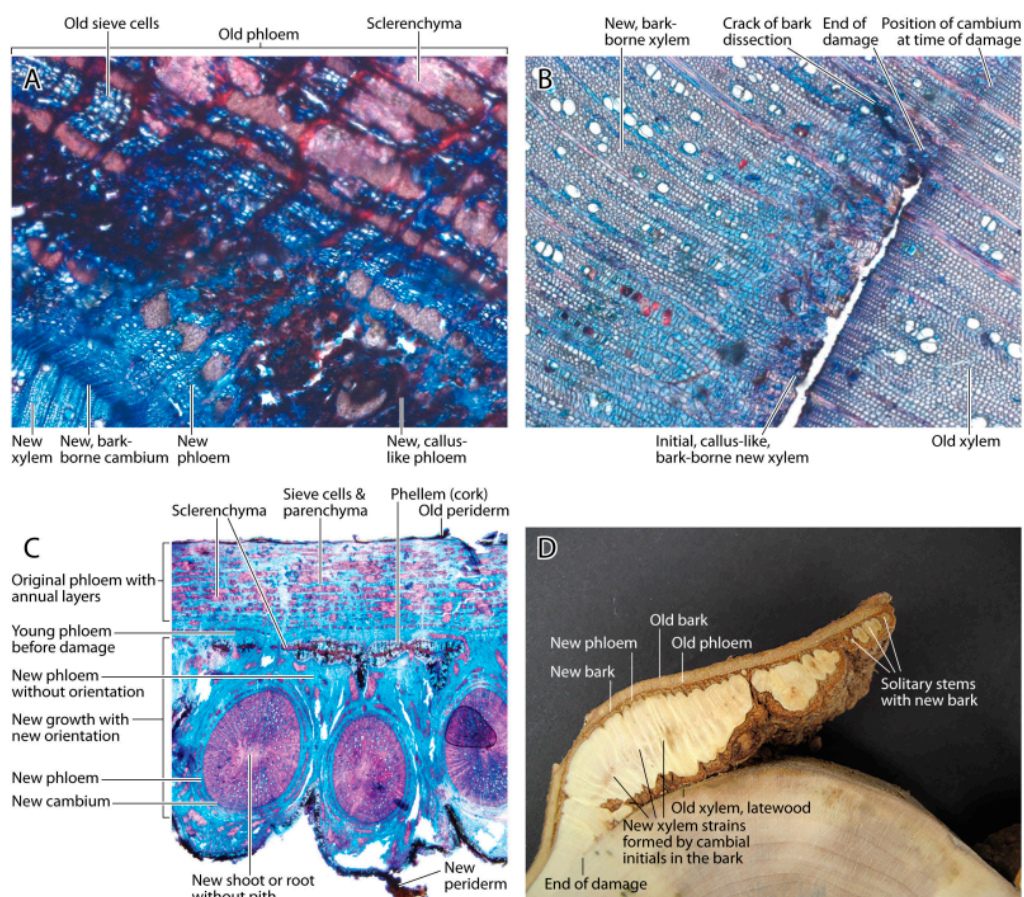 Old sieve cells
Sclerenchyma
Old phloem
A
New
xylem
New, bark-
borne cambium
New
phloem
New, callus-
like phloem
New, bark-
borne xylem
Crack of bark
dissection
End of
damage
Position of cambium
at time of damage
B
Initial, callus-like,
bark-borne new xylem
Old xylem
C
Sclerenchyma
Sieve cells &
parenchyma
Phellem (cork)
Old periderm
Original phloem with
annual layers
Young phloem
before damage
New phloem
without orientation
New growth with
new orientation
New phloem
New cambium
New shoot or root
without pith
New
periderm
D
Old bark
New phloem
Old phloem
New bark
Solitary stems
with new bark
Old xylem, latewood
New xylem strains
formed by cambial
initials in the bark
End of damage